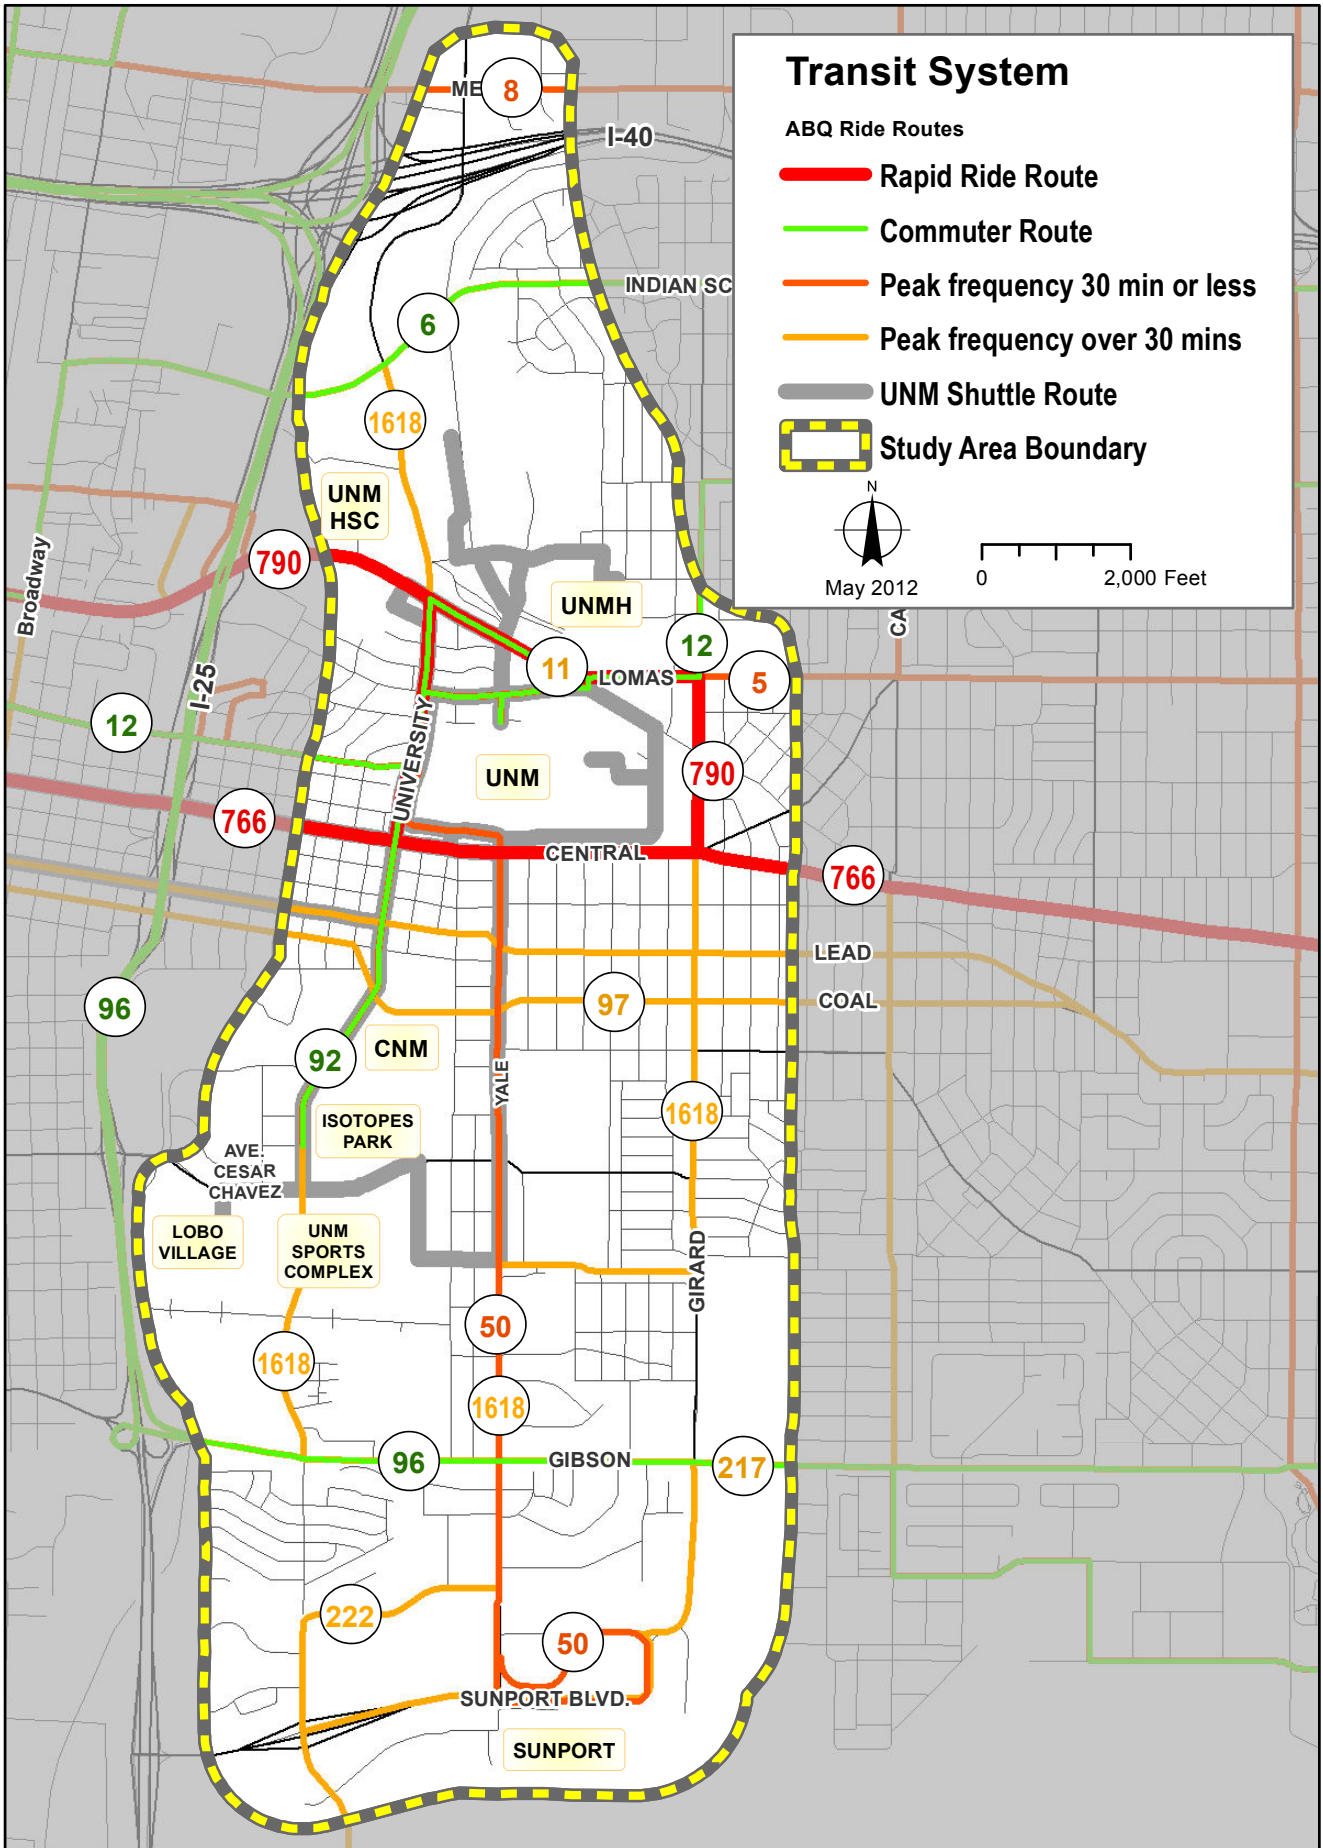 Transit System
ABQ Ride Routes
Rapid Ride Route
Commuter Route
Peak frequency 30 min or less
Peak frequency over 30 mins
UNM Shuttle Route
Study Area Boundary
N
May 2012
0 2,000 Feet
ME 8
I-40
INDIAN SC
6
1618
UNM
HSC
790
Broadway
UNMH
CA
12
11
LOMAS
5
I-25
12
UNIVERSITY
UNM
790
766
CENTRAL
766
LEAD
96
97
COAL
92
CNM
YALE
1618
ISOTOPES
PARK
AVE.
CESAR
CHAVEZ
LOBO
VILLAGE
UNM
SPORTS
COMPLEX
GIRARD
50
1618
1618
96
GIBSON
217
222
50
SUNPORT BLVD.
SUNPORT